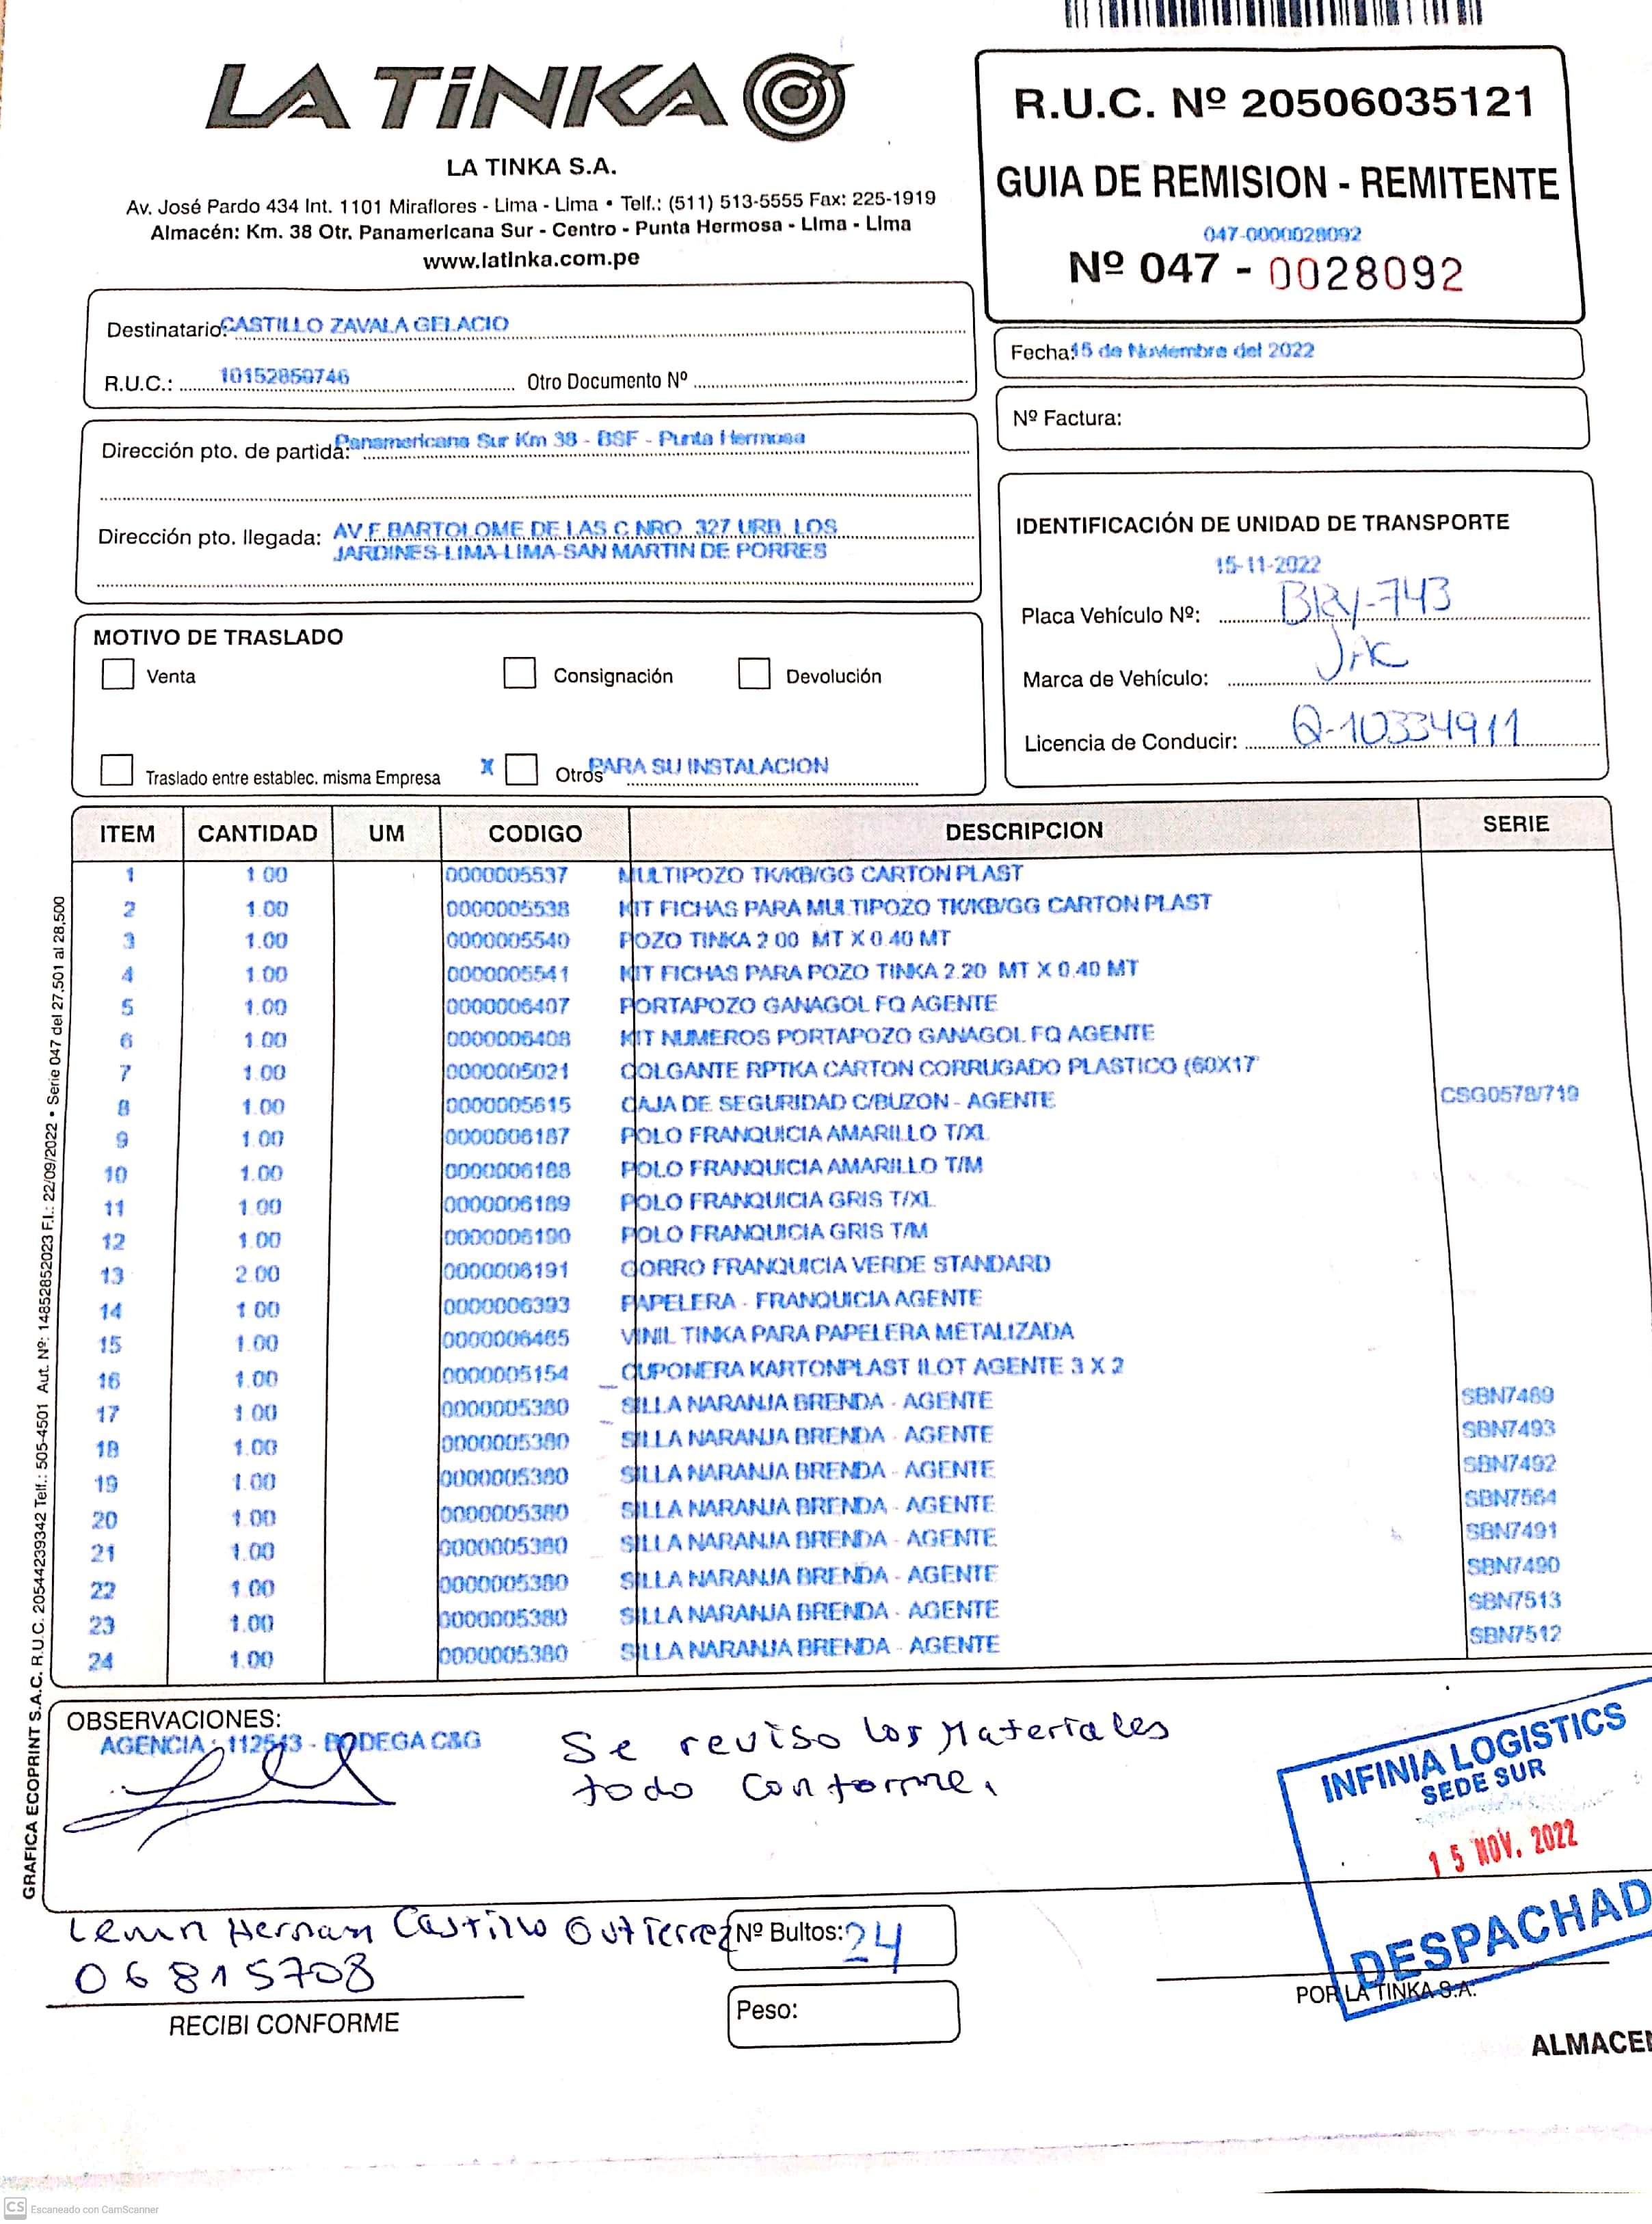 LA TiNKA
LA TINKA S.A.
Av. José Pardo 434 Int. 1101 Miraflores - Lima - Lima • Telf.: (511) 513-5555 Fax: 225-1919
Almacén: Km. 38 Otr. Panamericana Sur - Centro - Punta Hermosa - Lima - Lima
www.latinka.com.pe
R.U.C. Nº 20506035121
GUIA DE REMISION - REMITENTE
047-0000028092
Nº 047 - 0028092
Destinatario: CASTILLO ZAVALA GELACIO
R.U.C.: 10152859746 Otro Documento Nº
Fecha: 15 de Noviembre del 2022
Nº Factura:
Dirección pto. de partida: Panamericana Sur Km 38 - BSF - Punta Hermosa
Dirección pto. llegada: AV F. BARTOLOME DE LAS C NRO. 327 URB. LOS
JARDINES-LIMA-LIMA-SAN MARTIN DE PORRES
IDENTIFICACIÓN DE UNIDAD DE TRANSPORTE
15-11-2022
Placa Vehículo Nº: BRY-743
Marca de Vehículo: JAC
Licencia de Conducir: Q-10334911
MOTIVO DE TRASLADO
Venta Consignación Devolución
Traslado entre establec. misma Empresa X Otros PARA SU INSTALACION
ITEM CANTIDAD UM CODIGO DESCRIPCION SERIE
1 1.00 0000005537 MULTIPOZO TK/KB/GG CARTON PLAST
2 1.00 0000005538 KIT FICHAS PARA MULTIPOZO TK/KB/GG CARTON PLAST
3 1.00 0000005540 POZO TINKA 2.00 MT X 0.40 MT
4 1.00 0000005541 KIT FICHAS PARA POZO TINKA 2.20 MT X 0.40 MT
5 1.00 0000006407 PORTAPOZO GANAGOL FQ AGENTE
6 1.00 0000006408 KIT NUMEROS PORTAPOZO GANAGOL FQ AGENTE
7 1.00 0000005021 COLGANTE RPTKA CARTON CORRUGADO PLASTICO (60X17
8 1.00 0000005615 CAJA DE SEGURIDAD C/BUZON - AGENTE CSG0578/719
9 1.00 0000006187 POLO FRANQUICIA AMARILLO T/XL
10 1.00 0000006188 POLO FRANQUICIA AMARILLO T/M
11 1.00 0000006189 POLO FRANQUICIA GRIS T/XL
12 1.00 0000006190 POLO FRANQUICIA GRIS T/M
13 2.00 0000006191 GORRO FRANQUICIA VERDE STANDARD
14 1.00 0000006393 PAPELERA - FRANQUICIA AGENTE
15 1.00 0000006465 VINIL TINKA PARA PAPELERA METALIZADA
16 1.00 0000005154 CUPONERA KARTONPLAST ILOT AGENTE 3 X 2
17 1.00 0000005380 SILLA NARANJA BRENDA - AGENTE SBN7469
18 1.00 0000005380 SILLA NARANJA BRENDA - AGENTE SBN7493
19 1.00 0000005380 SILLA NARANJA BRENDA - AGENTE SBN7492
20 1.00 0000005380 SILLA NARANJA BRENDA - AGENTE SBN7564
21 1.00 0000005380 SILLA NARANJA BRENDA - AGENTE SBN7491
22 1.00 0000005380 SILLA NARANJA BRENDA - AGENTE SBN7490
23 1.00 0000005380 SILLA NARANJA BRENDA - AGENTE SBN7513
24 1.00 0000005380 SILLA NARANJA BRENDA - AGENTE SBN7512
GRAFICA ECOPRINT S.A.C. R.U.C. 20544239342 Telf.: 505-4501 Aut. Nº: 14852852023 F.I.: 22/09/2022 • Serie 047 del 27,501 al 28,500
OBSERVACIONES:
AGENCIA : 112543 - BODEGA C&G
Se reviso los Materiales
todo conforme.
INFINIA LOGISTICS
SEDE SUR
15 NOV. 2022
DESPACHAD
Lenin Hernam Castillo Gutierrez
06815708
RECIBI CONFORME
Nº Bultos: 24
Peso:
POR LA TINKA S.A.
ALMACEN
CS Escaneado con CamScanner